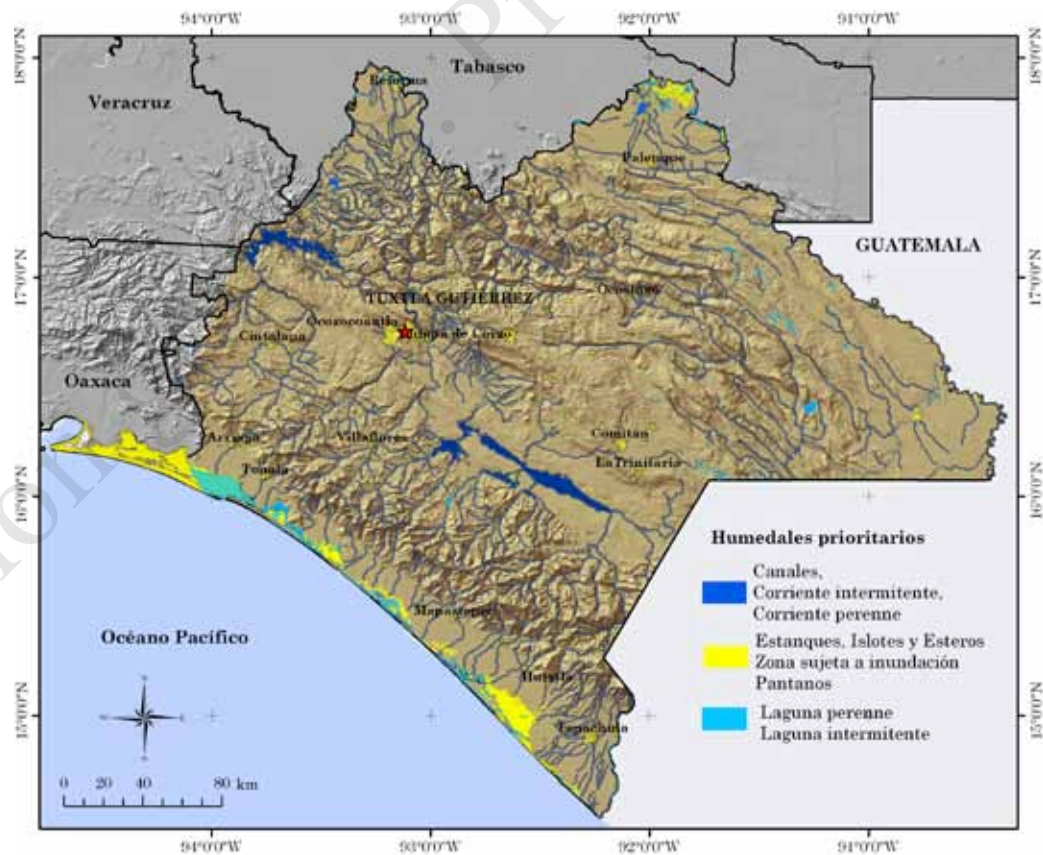 94°0'0"W 93°0'0"W 92°0'0"W 91°0'0"W
18°0'0"N
18°0'0"N
Tabasco
Reforma
Veracruz
Palenque
GUATEMALA
17°0'0"N
17°0'0"N
TUXTLA GUTIÉRREZ
Ocosingo
Ocozocoautla
Cintalapa
Chiapa de Corzo
Oaxaca
Arriaga
Villaflores
Comitán
La Trinitaria
Tonalá
16°0'0"N
16°0'0"N
Humedales prioritarios
Canales,
Corriente intermitente,
Corriente perenne
Estanques, Islotes y Esteros
Zona sujeta a inundación
Pantanos
Laguna perenne
Laguna intermitente
Mapastepec
Océano Pacífico
Huixtla
15°0'0"N
15°0'0"N
Tapachula
0 20 40 80 km
94°0'0"W 93°0'0"W 92°0'0"W 91°0'0"W